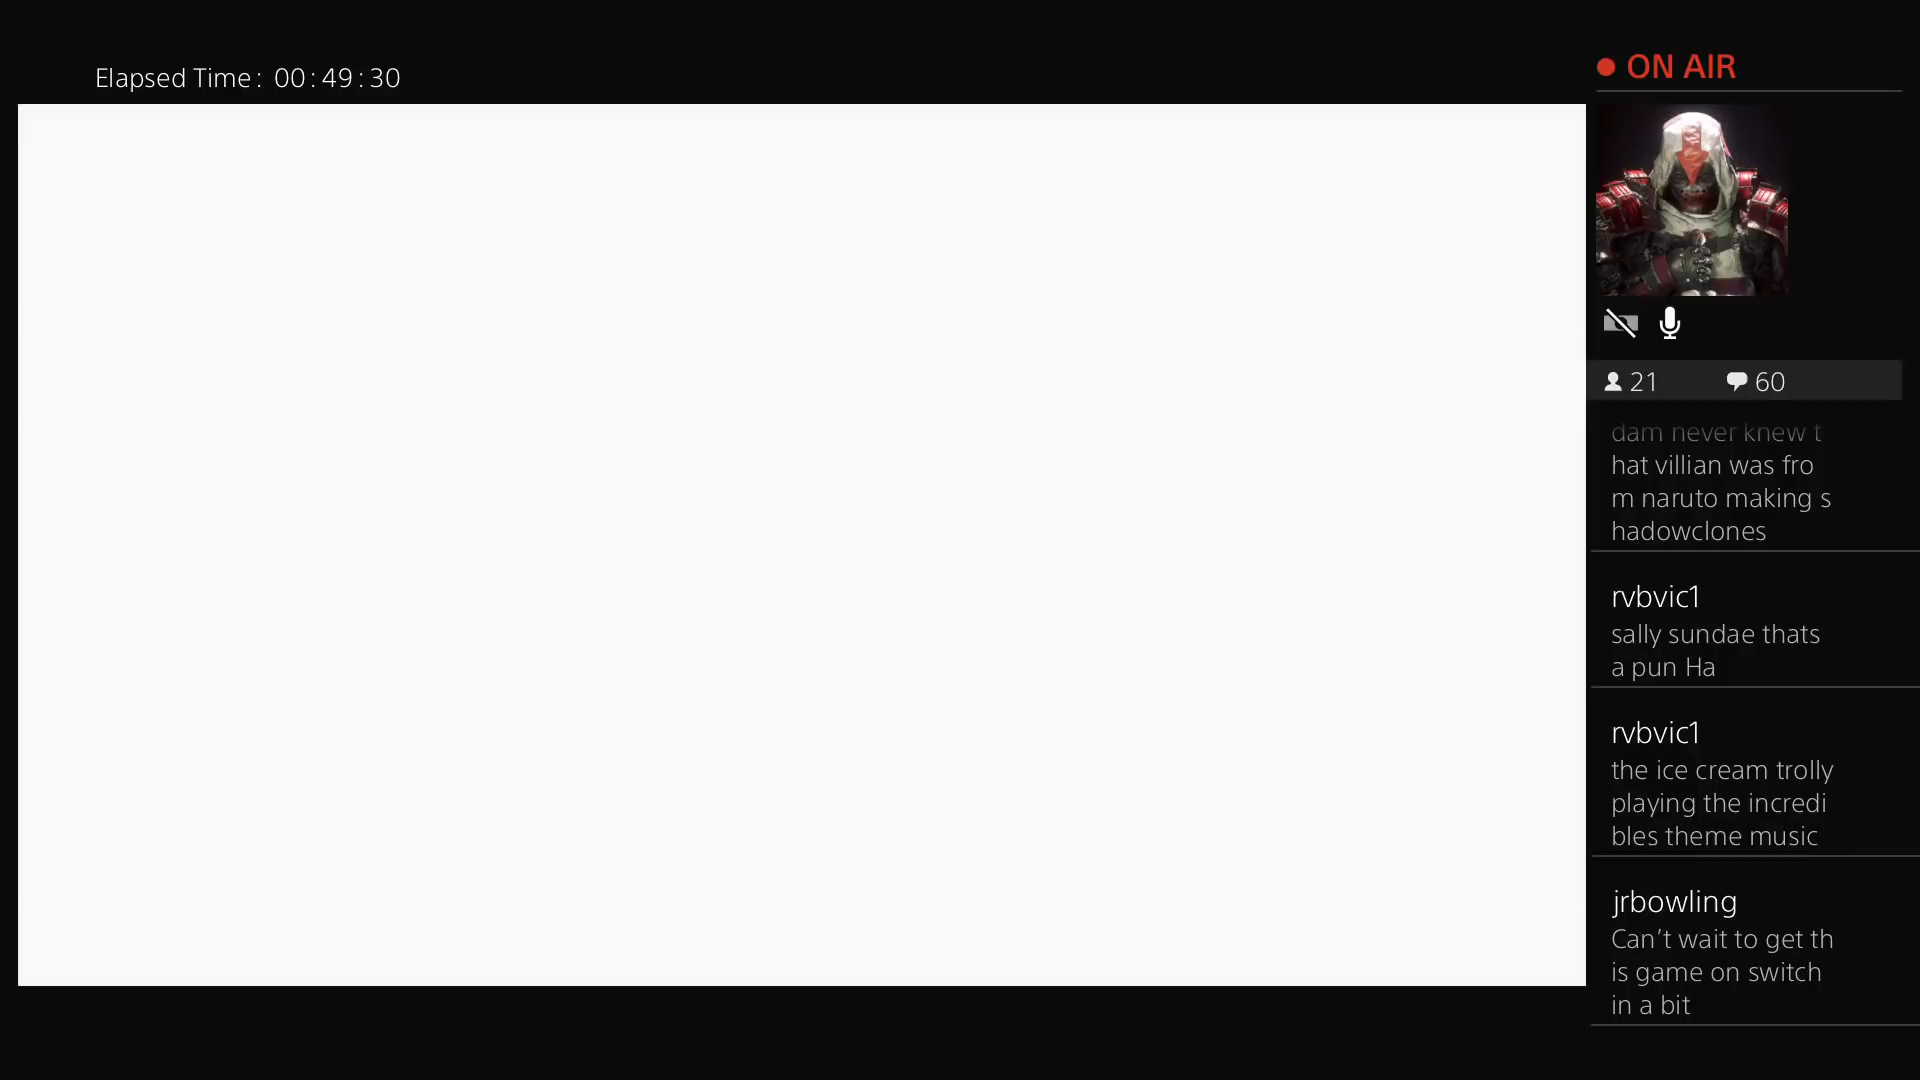 Elapsed Time: 00:49:30
ON AIR
21 60
dam never knew t
hat villian was fro
m naruto making s
hadowclones
rvbvic1
sally sundae thats
a pun Ha
rvbvic1
the ice cream trolly
playing the incredi
bles theme music
jrbowling
Can't wait to get th
is game on switch
in a bit